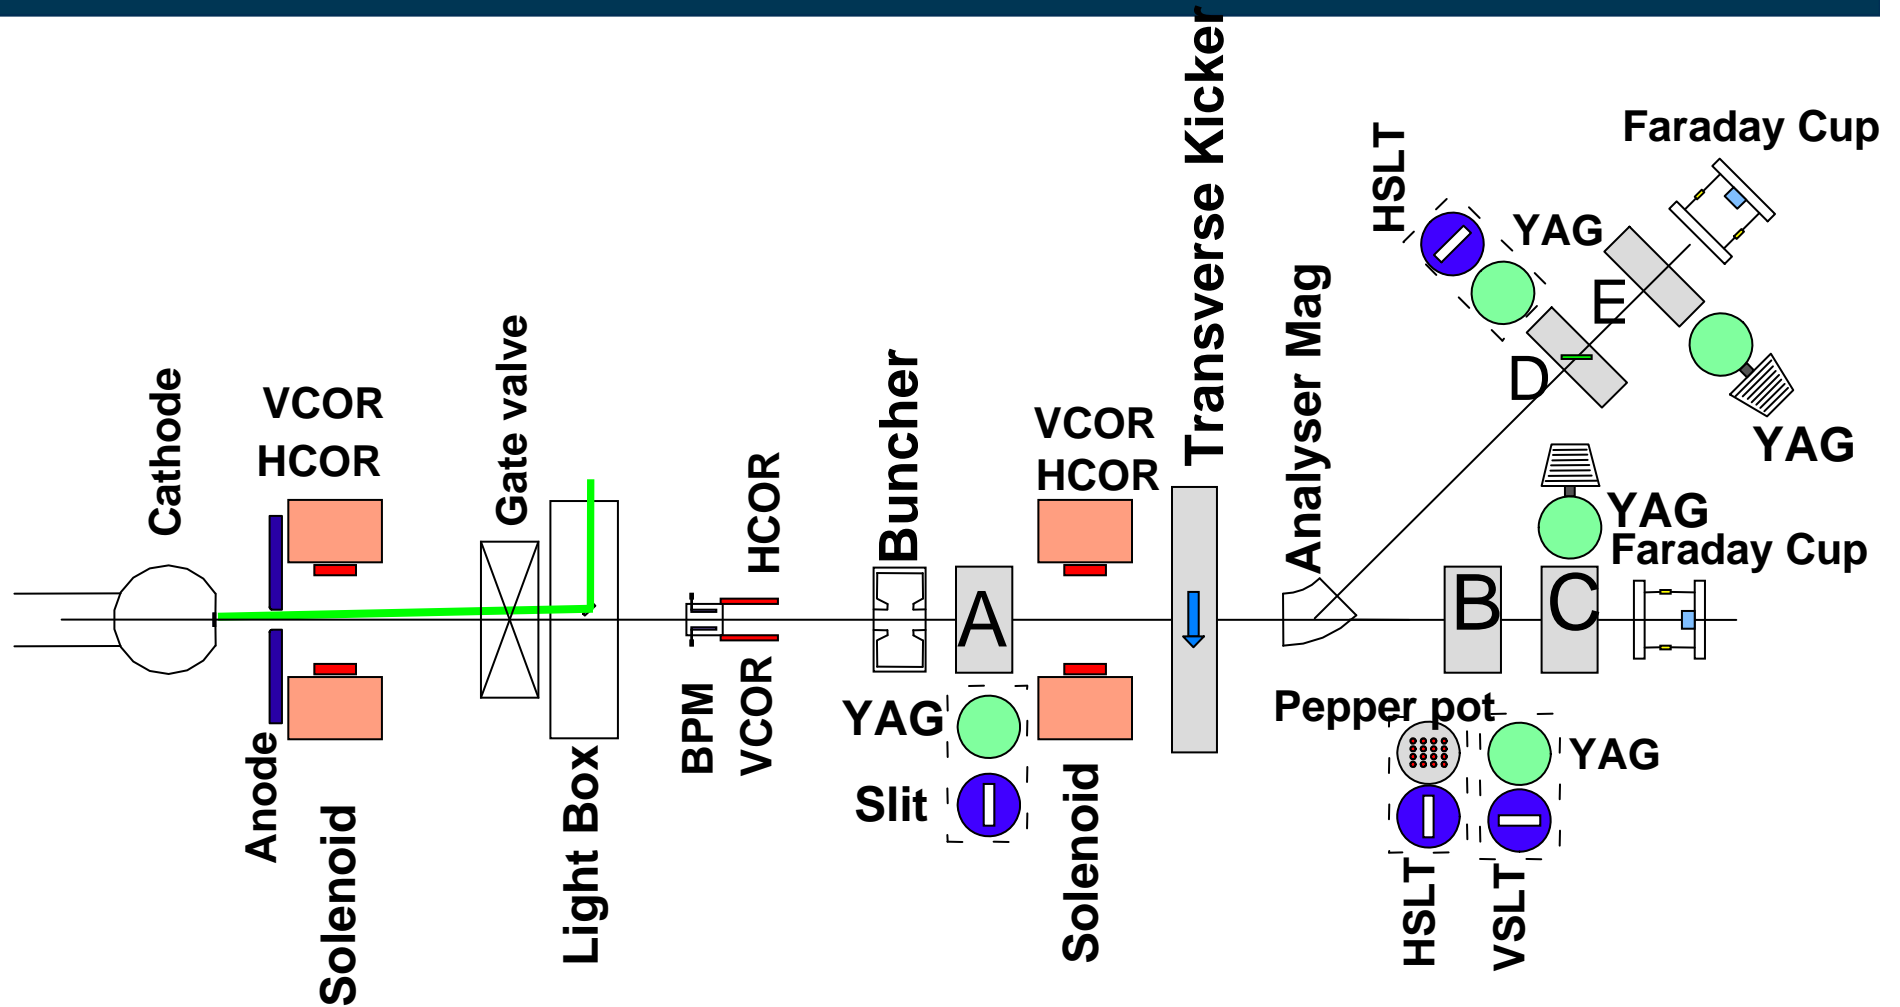 Transverse Kicker
Faraday Cup
HSLT
YAG
E
Analyser Mag
D
Gate valve
Buncher
Cathode
VCOR
HCOR
VCOR
HCOR
HCOR
YAG
YAG
Faraday Cup
A
B
C
BPM
VCOR
YAG
Slit
Pepper pot
YAG
Anode
Solenoid
Light Box
Solenoid
HSLT
VSLT